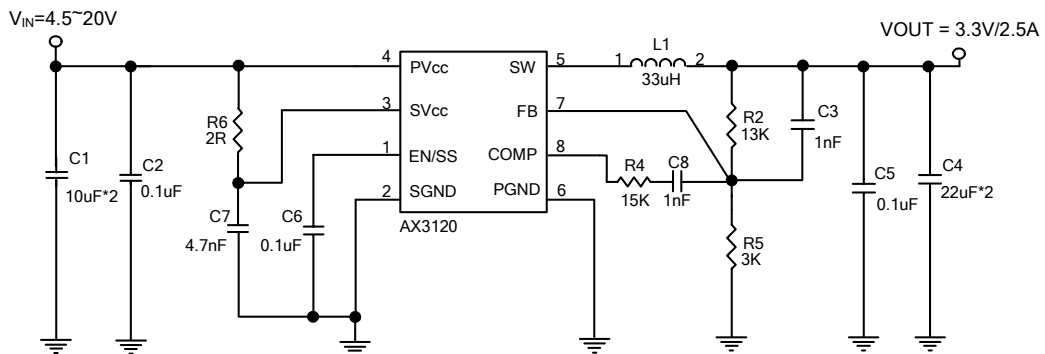 VIN=4.5~20V
VOUT = 3.3V/2.5A
L1
4
PVcc
SW
5
1
2
33uH
3
SVcc
FB
7
R6
2R
R2
13K
C3
1nF
1
EN/SS
COMP
8
R4
15K
C8
1nF
C1
10uF*2
C2
0.1uF
2
SGND
PGND
6
C5
0.1uF
C4
22uF*2
C7
4.7nF
C6
0.1uF
AX3120
R5
3K